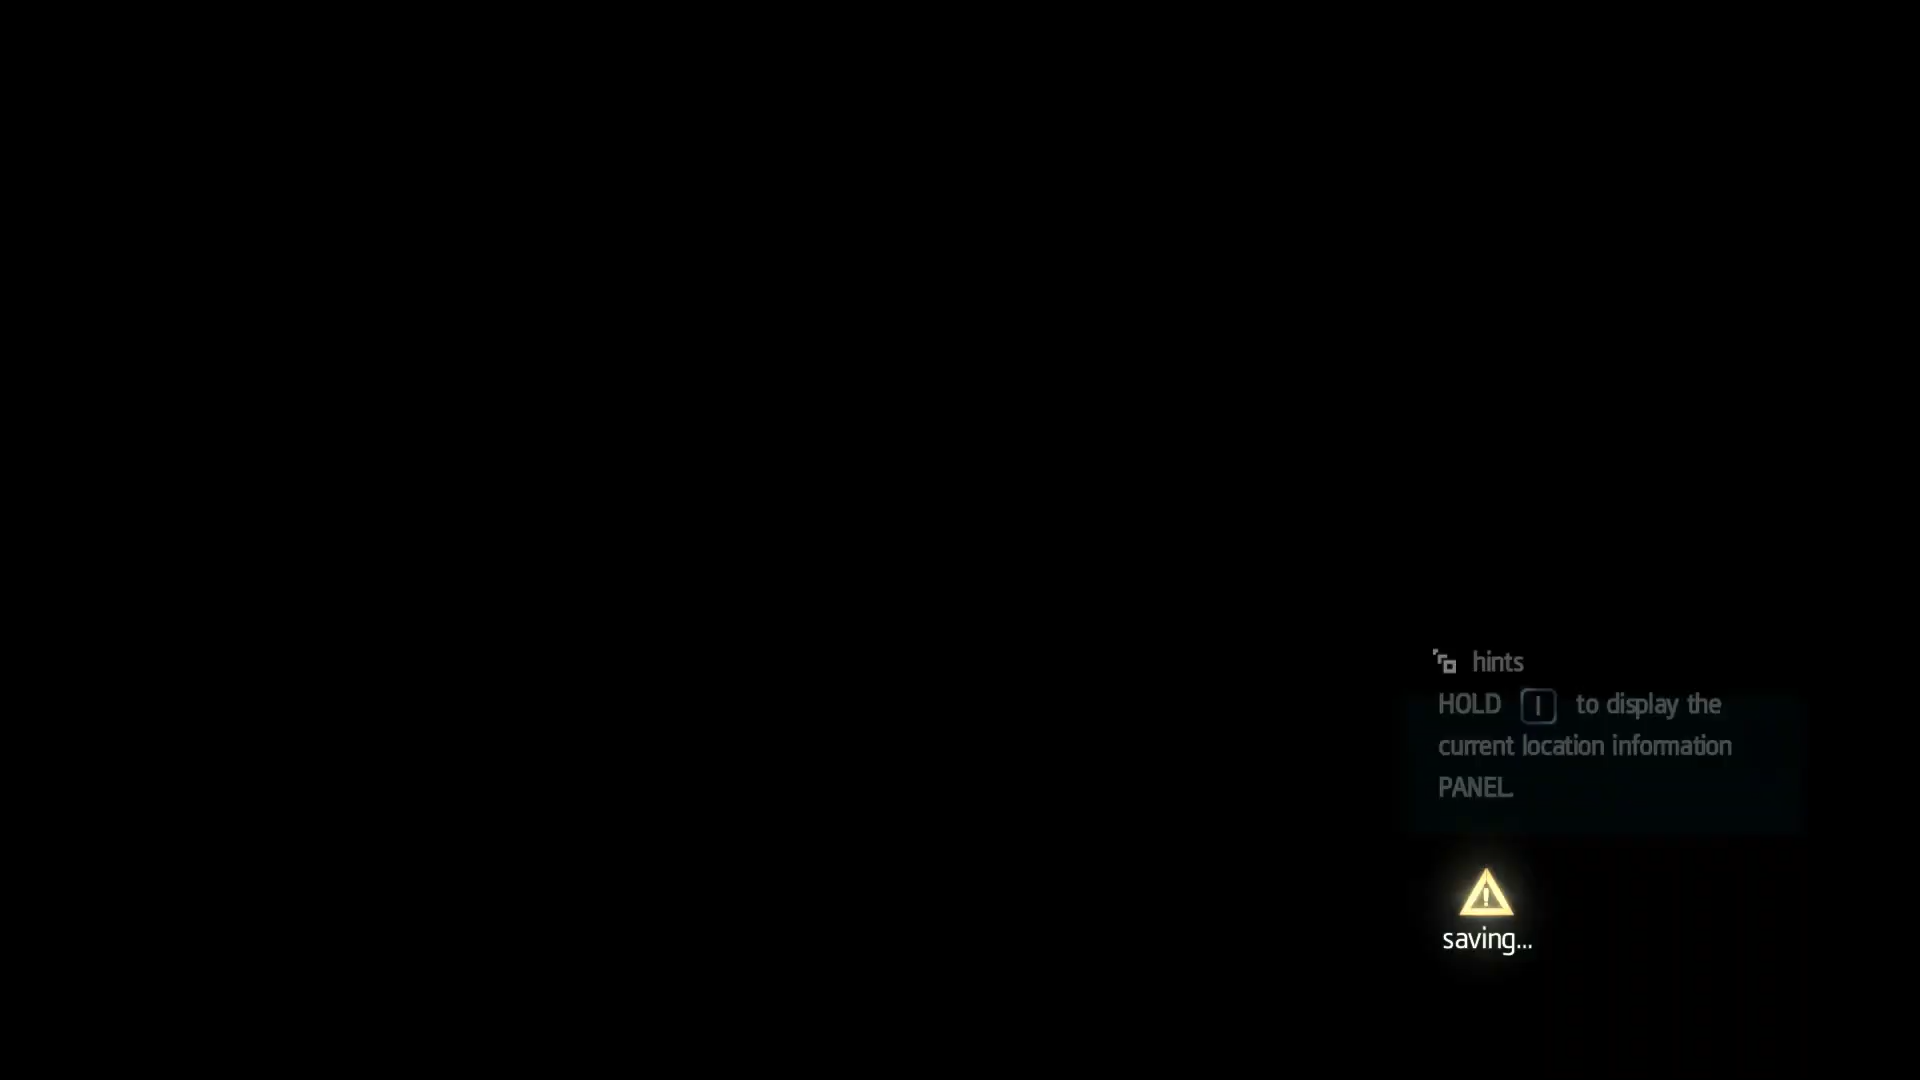 hints
HOLD I to display the
current location information
PANEL.
!
saving...